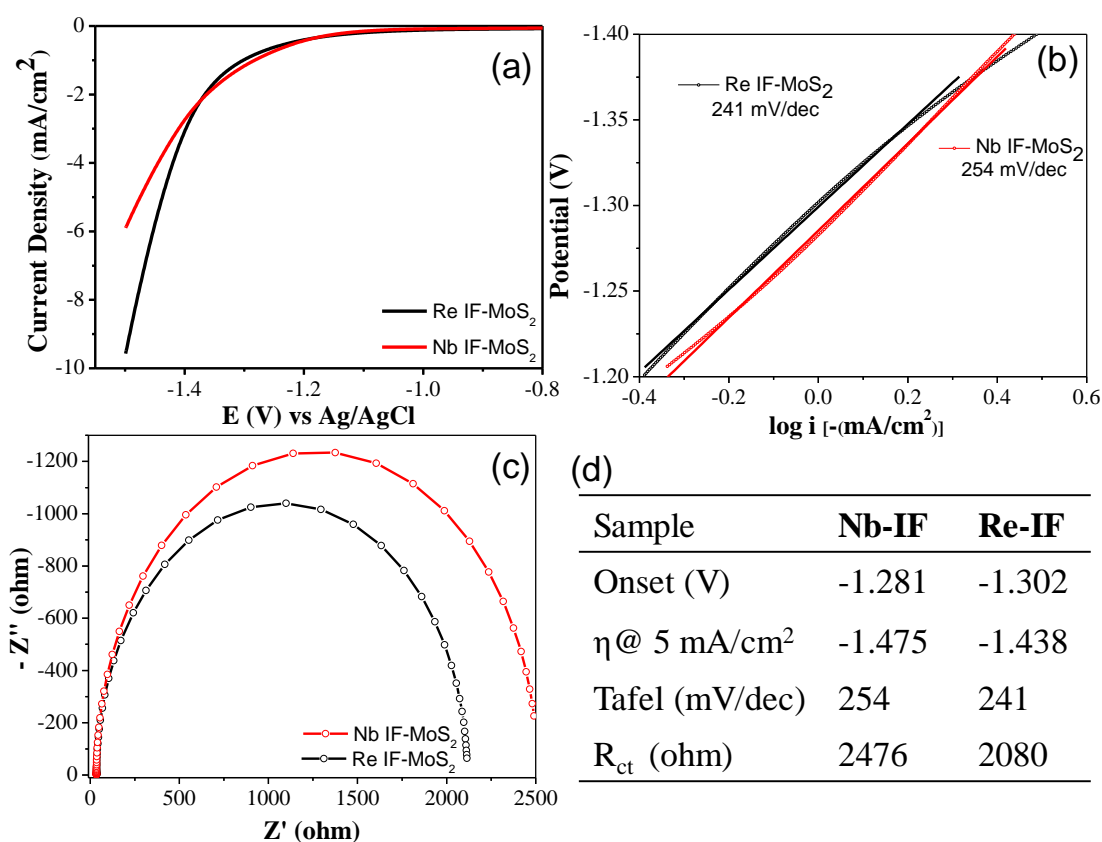 (a)
0
-2
-4
-6
-8
-10
Current Density (mA/cm²)
Re IF-MoS₂
Nb IF-MoS₂
-1.4
-1.2
-1.0
-0.8
E (V) vs Ag/AgCl
(b)
-1.40
-1.35
-1.30
-1.25
-1.20
Potential (V)
Re IF-MoS₂
241 mV/dec
Nb IF-MoS₂
254 mV/dec
-0.4
-0.2
0.0
0.2
0.4
0.6
log i [-(mA/cm²)]
(c)
-1200
-1000
-800
-600
-400
-200
0
- Z'' (ohm)
Nb IF-MoS₂
Re IF-MoS₂
0
500
1000
1500
2000
2500
Z' (ohm)
(d)
Sample Nb-IF Re-IF
Onset (V) -1.281 -1.302
η@ 5 mA/cm² -1.475 -1.438
Tafel (mV/dec) 254 241
R_ct (ohm) 2476 2080